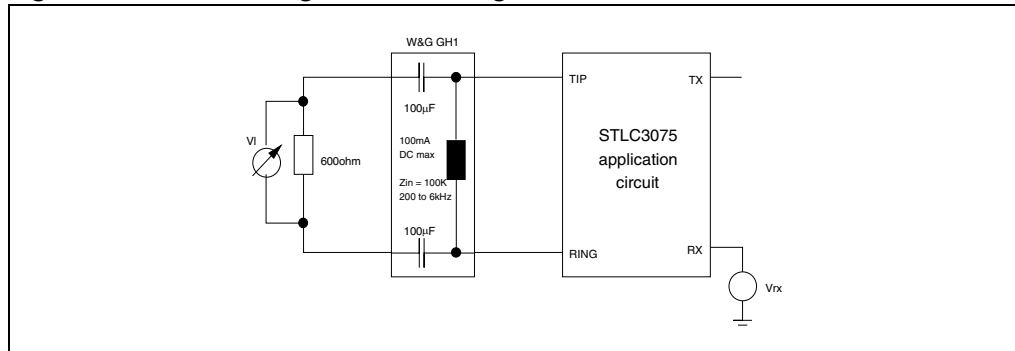 W&G GH1
TIP
TX
100μF
VI
600ohm
100mA
DC max
Zin = 100K
200 to 6kHz
STLC3075
application
circuit
100μF
RING
RX
Vrx